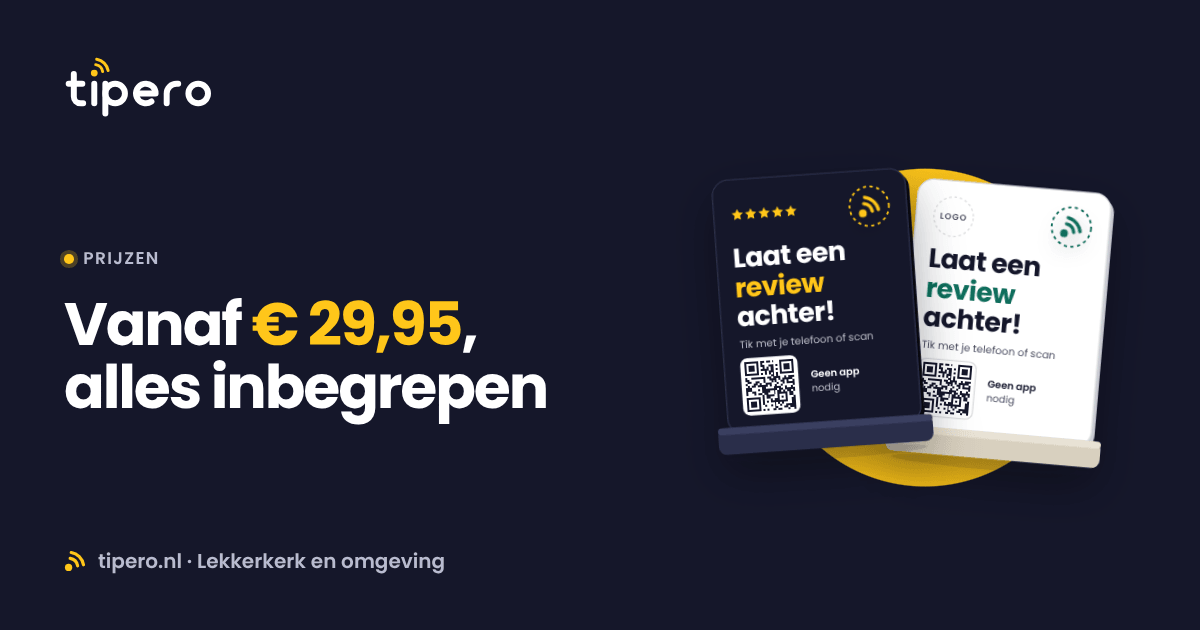 tipero
PRIJZEN
Vanaf € 29,95,
alles inbegrepen
Laat een
review
achter!
Tik met je telefoon of scan
Geen app
nodig
LOGO
Laat een
review
achter!
Tik met je telefoon of scan
Geen app
nodig
tipero.nl · Lekkerkerk en omgeving